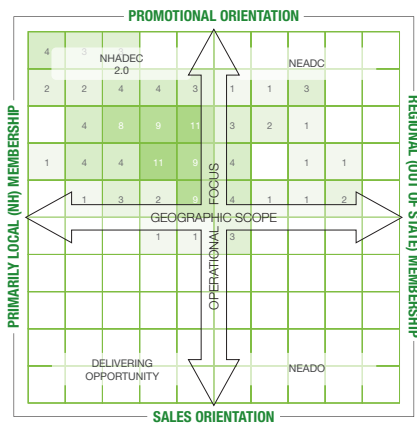 PROMOTIONAL ORIENTATION
4 3 3
NHADEC
2.0
NEADC
2 2 4 4 3 1 1 3
4 8 9 11 3 2 1
1 4 4 11 9 4 1 1
1 3 2 9 4 1 1 2
GEOGRAPHIC SCOPE
OPERATIONAL FOCUS
1 1 3
DELIVERING
OPPORTUNITY
NEADO
SALES ORIENTATION
PRIMARILY LOCAL (NH) MEMBERSHIP
REGIONAL (OUT OF STATE) MEMBERSHIP